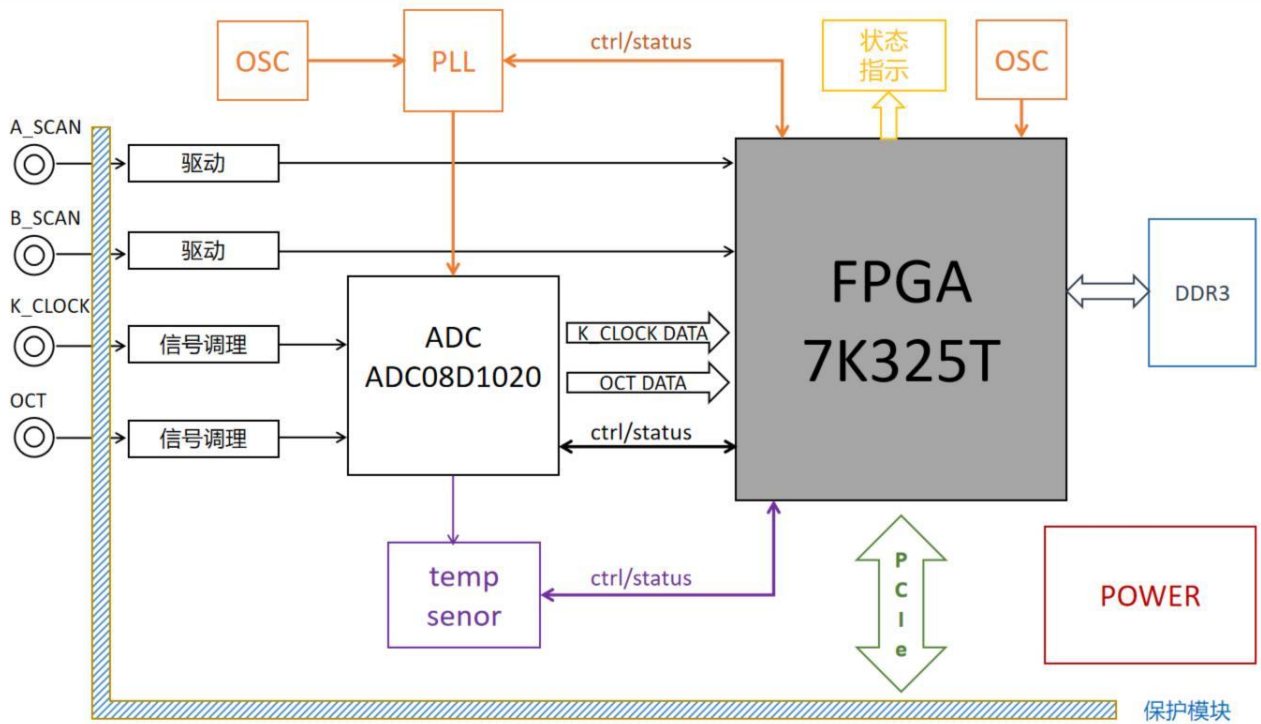 OSC
PLL
ctrl/status
状态
指示
OSC
A_SCAN
驱动
B_SCAN
驱动
FPGA
7K325T
DDR3
K_CLOCK
信号调理
ADC
ADC08D1020
K_CLOCK DATA
OCT DATA
OCT
信号调理
ctrl/status
temp
senor
ctrl/status
P
C
I
e
POWER
保护模块